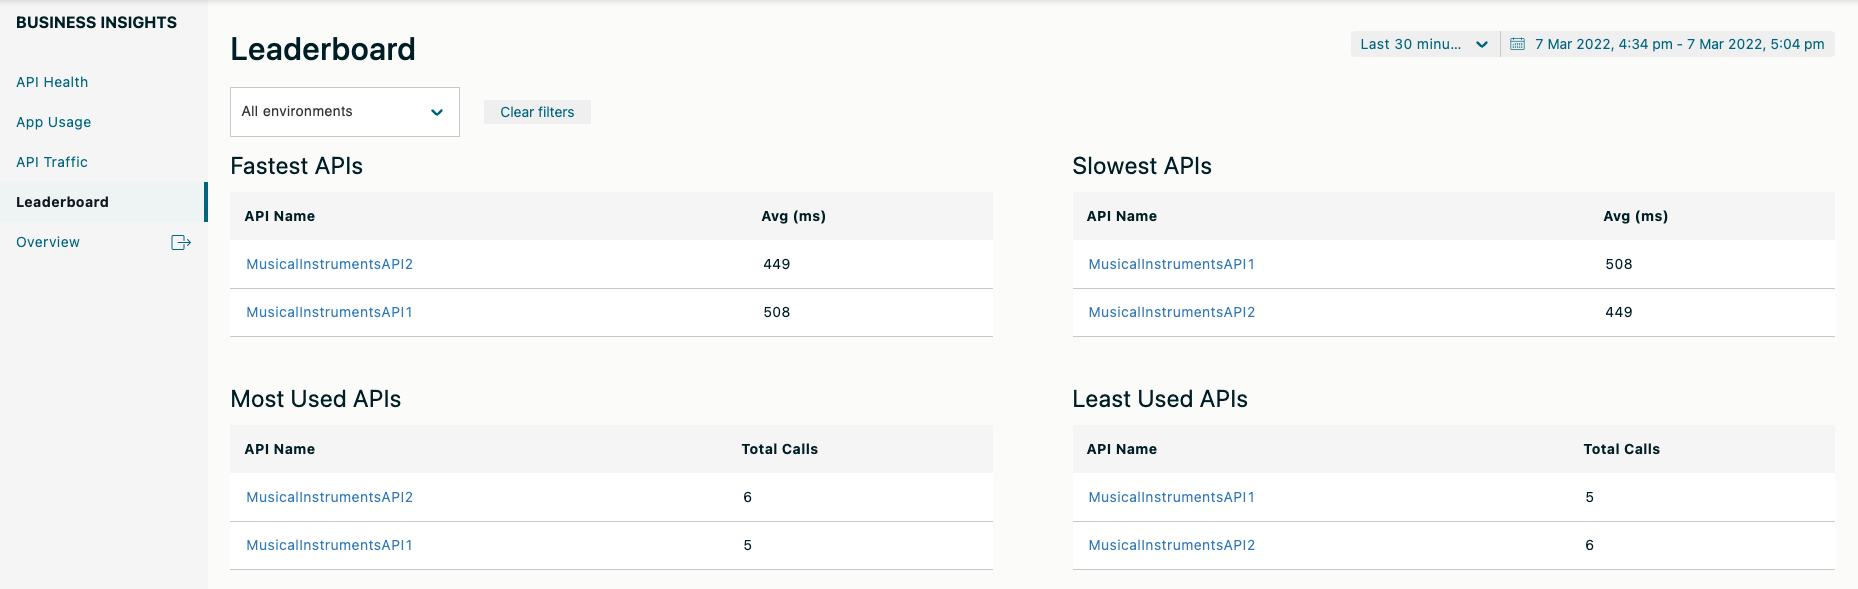 BUSINESS INSIGHTS
API Health
App Usage
API Traffic
Leaderboard
Overview
Leaderboard
Last 30 minu... 7 Mar 2022, 4:34 pm - 7 Mar 2022, 5:04 pm
All environments Clear filters
Fastest APIs
API Name Avg (ms)
MusicalInstrumentsAPI2 449
MusicalInstrumentsAPI1 508
Slowest APIs
API Name Avg (ms)
MusicalInstrumentsAPI1 508
MusicalInstrumentsAPI2 449
Most Used APIs
API Name Total Calls
MusicalInstrumentsAPI2 6
MusicalInstrumentsAPI1 5
Least Used APIs
API Name Total Calls
MusicalInstrumentsAPI1 5
MusicalInstrumentsAPI2 6